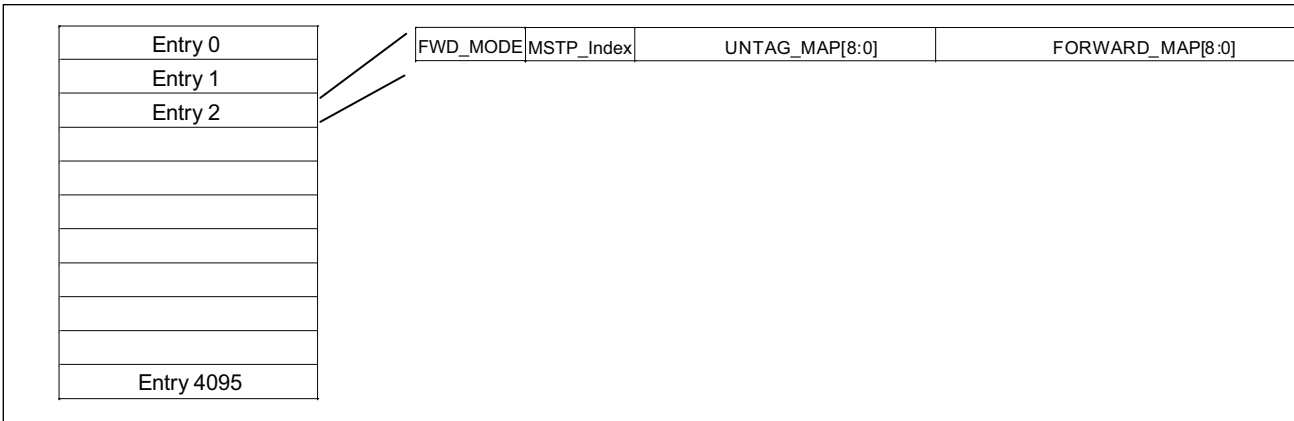 Entry 0
Entry 1
Entry 2
Entry 4095
FWD_MODE MSTP_Index UNTAG_MAP[8:0] FORWARD_MAP[8:0]